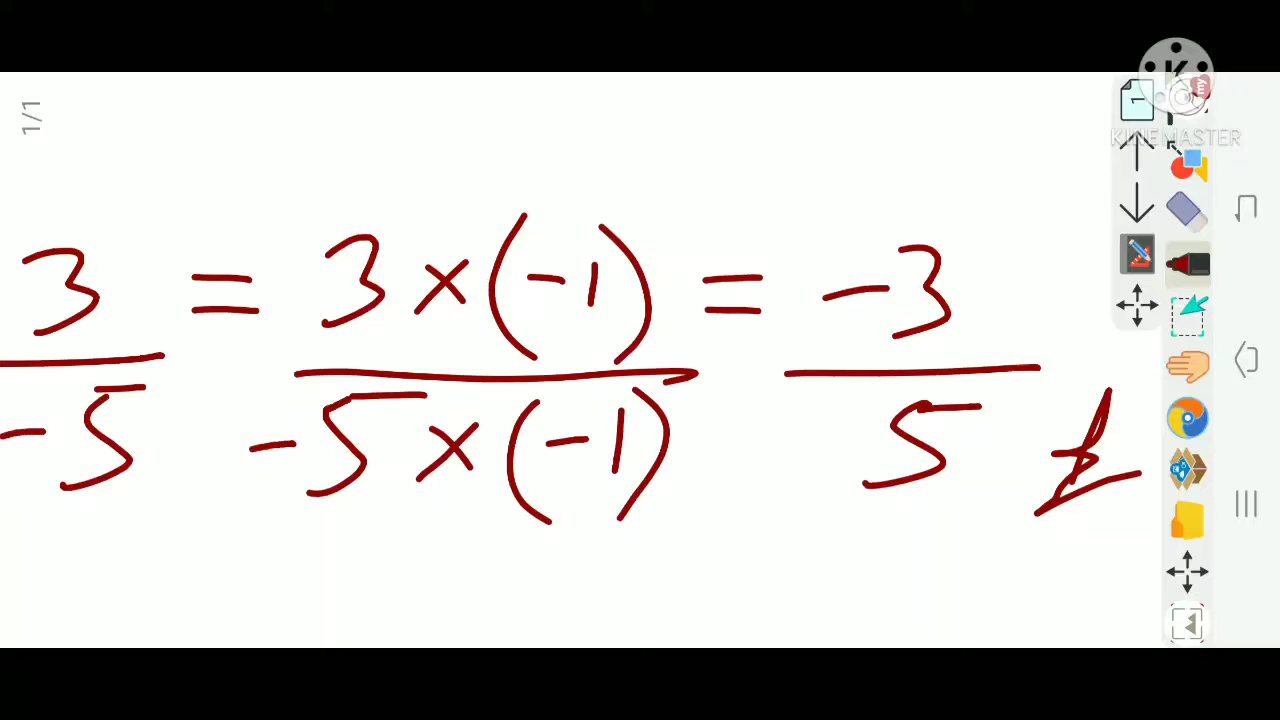 1/1
KINEMASTER
3 = 3 × (-1) = -3
-5   -5 × (-1)   5